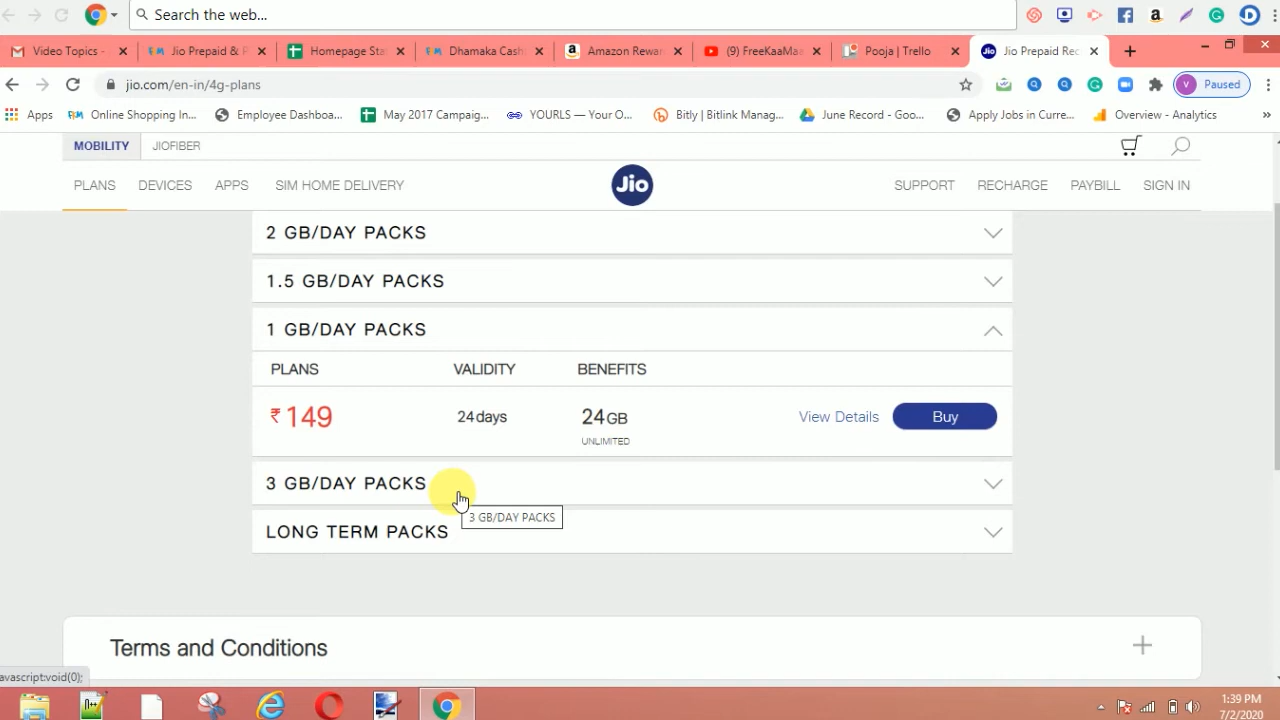 Search the web...
Video Topics -
Jio Prepaid & R
Homepage Sta
Dhamaka Cash
Amazon Rewa
(9) FreeKaaMaa
Pooja | Trello
Jio Prepaid Rec
jio.com/en-in/4g-plans
V Paused
Apps
Online Shopping In...
Employee Dashboa...
May 2017 Campaig...
YOURLS — Your O...
Bitly | Bitlink Manag...
June Record - Goo...
Apply Jobs in Curre...
Overview - Analytics
»
MOBILITY JIOFIBER
PLANS DEVICES APPS SIM HOME DELIVERY Jio SUPPORT RECHARGE PAYBILL SIGN IN
2 GB/DAY PACKS
1.5 GB/DAY PACKS
1 GB/DAY PACKS
PLANS VALIDITY BENEFITS
₹149 24 days 24GB View Details Buy
UNLIMITED
3 GB/DAY PACKS
3 GB/DAY PACKS
LONG TERM PACKS
Terms and Conditions
avascript:void(0);
1:39 PM
7/2/2020